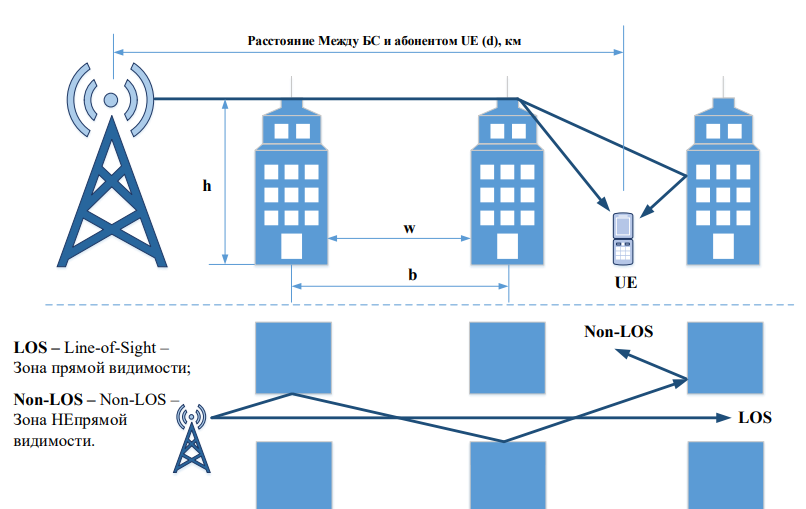 Расстояние Между БС и абонентом UE (d), км
h
w
b
UE
LOS – Line-of-Sight –
Зона прямой видимости;
Non-LOS – Non-LOS –
Зона НЕпрямой
видимости.
Non-LOS
LOS